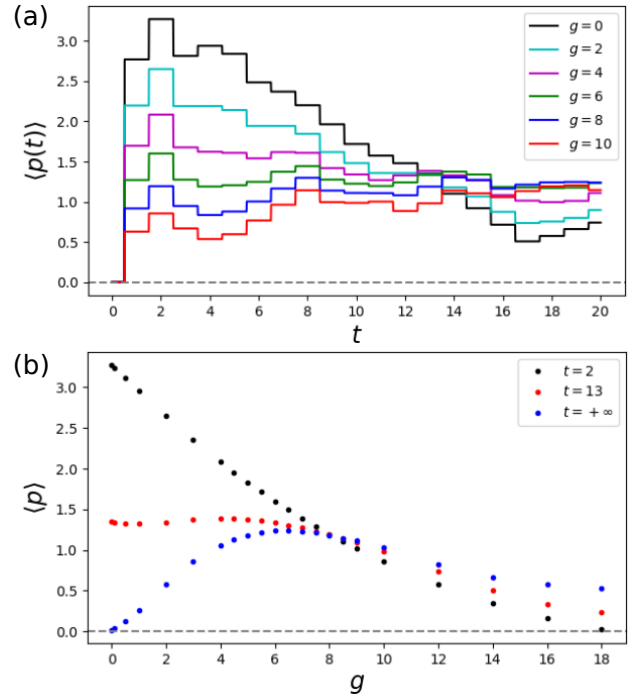 (a)
g = 0
g = 2
g = 4
g = 6
g = 8
g = 10
⟨p(t)⟩
3.0
2.5
2.0
1.5
1.0
0.5
0.0
0 2 4 6 8 10 12 14 16 18 20
t
(b)
t = 2
t = 13
t = +∞
⟨p⟩
3.0
2.5
2.0
1.5
1.0
0.5
0.0
0 2 4 6 8 10 12 14 16 18
g